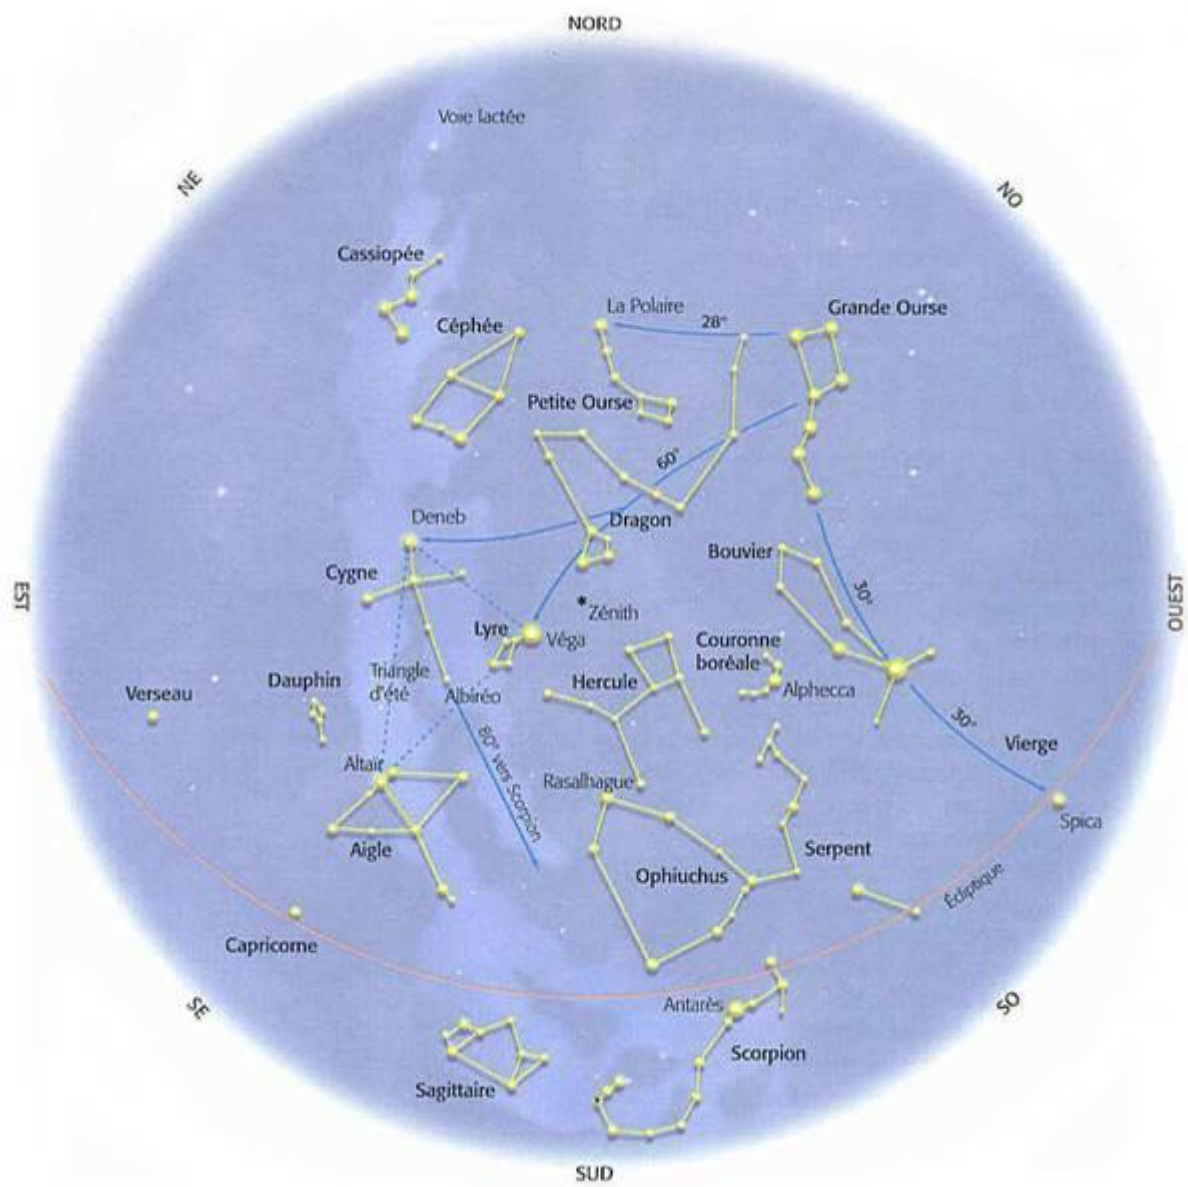 NORD
Voie lactée
NE
NO
Cassiopée
La Polaire
Grande Ourse
Céphée
28°
Petite Ourse
60°
Deneb
Dragon
Bouvier
Cygne
30°
EST
OUEST
Zénith
Lyre
Véga
Couronne
boréale
Triangle
d'été
Dauphin
Hercule
Verseau
Albiréo
Alphecca
30°
80° vers Scorpion
Vierge
Altaïr
Rasalhague
Spica
Aigle
Serpent
Ophiuchus
Écliptique
Capricorne
SE
Antarès
SO
Scorpion
Sagittaire
SUD